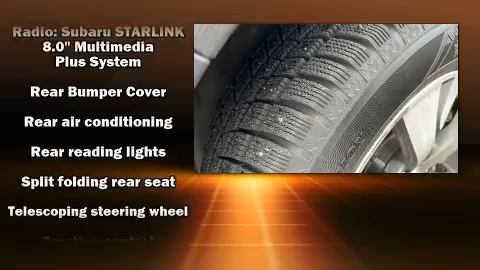 Radio: Subaru STARLINK
8.0" Multimedia
Plus System
Rear Bumper Cover
Rear air conditioning
Rear reading lights
Split folding rear seat
Telescoping steering wheel